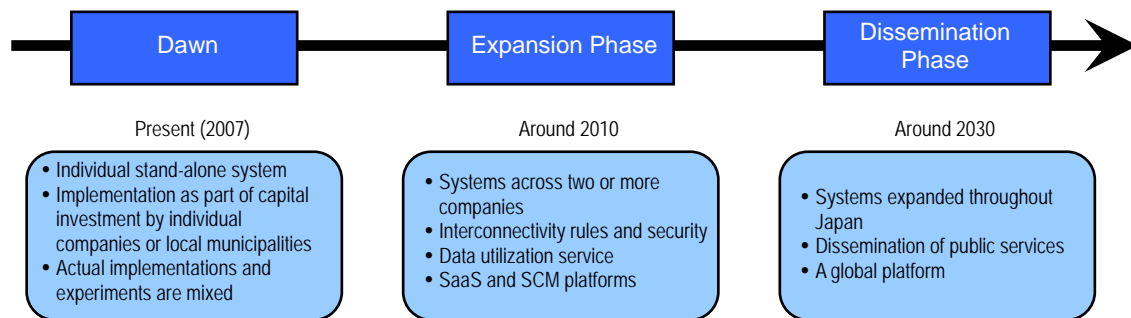 Dawn
Expansion Phase
Dissemination
Phase
Present (2007)
Around 2010
Around 2030
• Individual stand-alone system
• Implementation as part of capital
investment by individual
companies or local municipalities
• Actual implementations and
experiments are mixed
• Systems across two or more
companies
• Interconnectivity rules and security
• Data utilization service
• SaaS and SCM platforms
• Systems expanded throughout
Japan
• Dissemination of public services
• A global platform